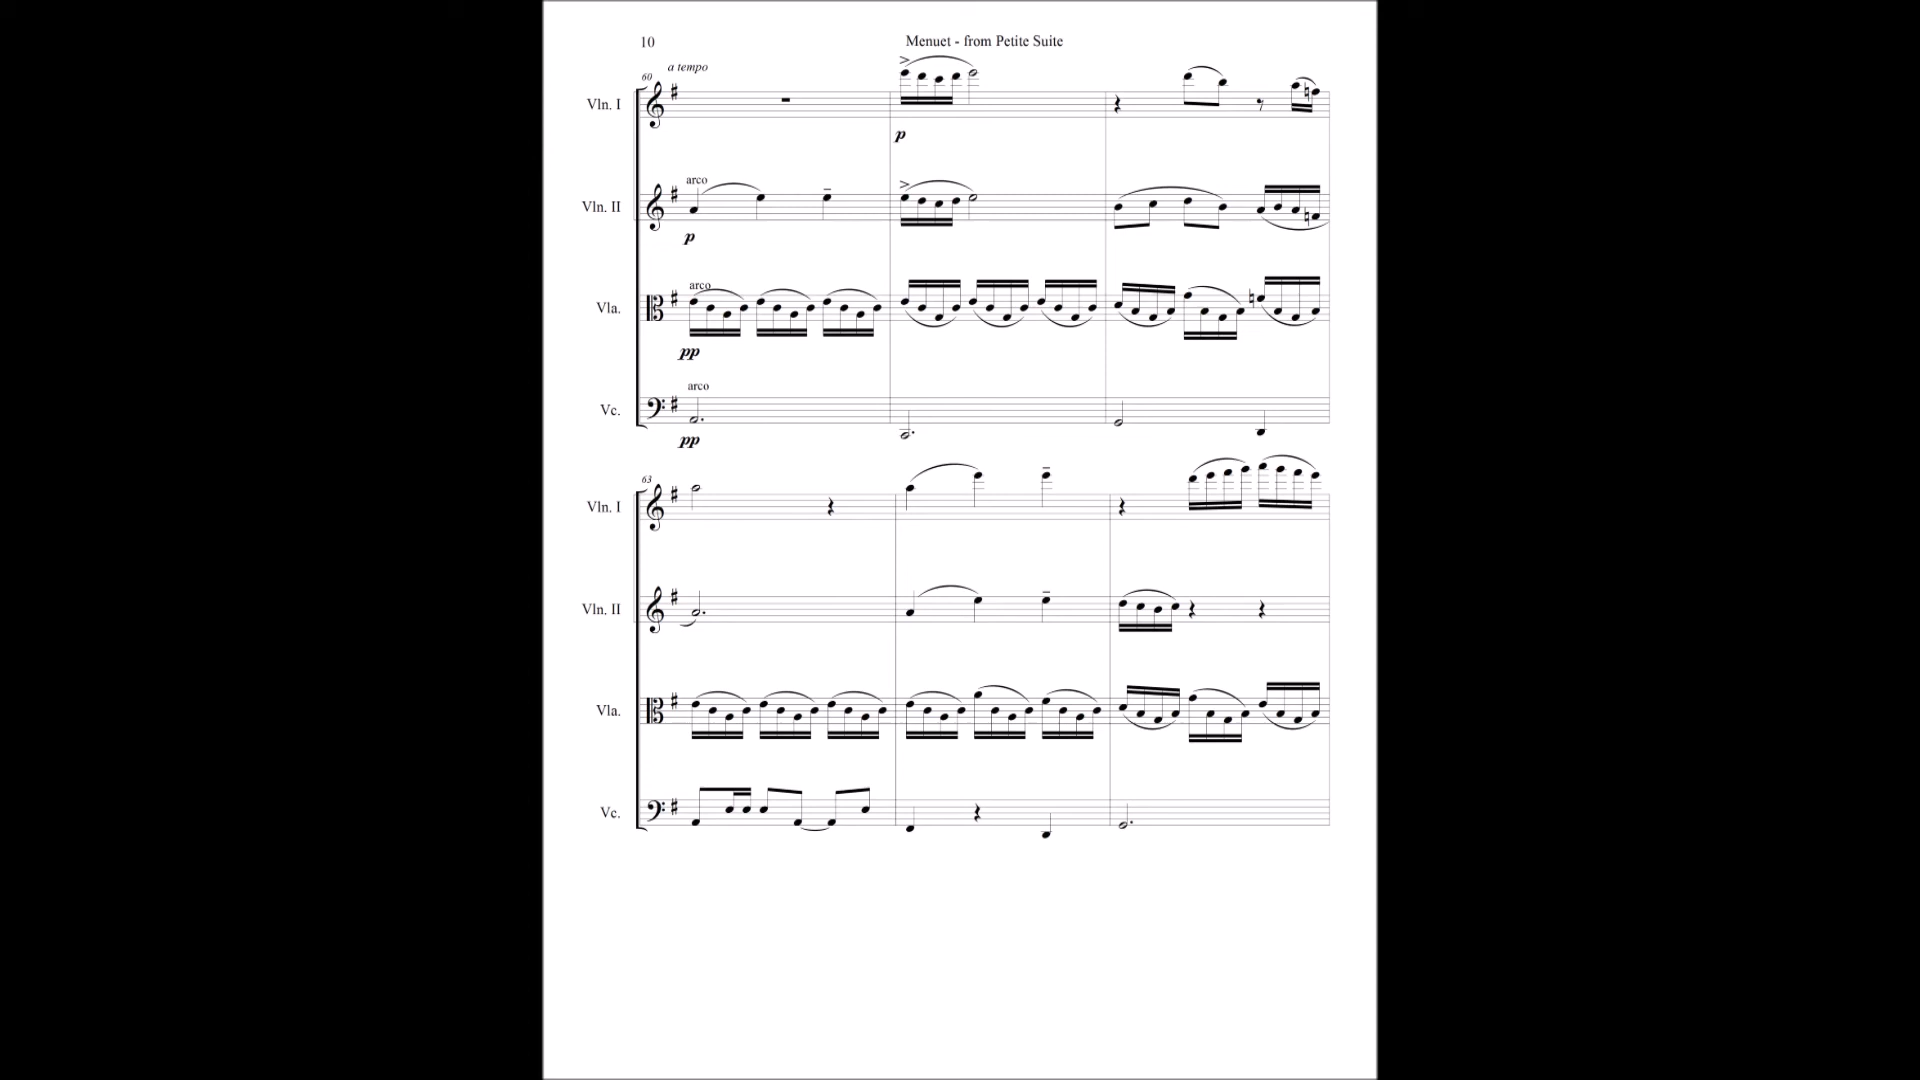 10 Menuet - from Petite Suite
a tempo
60
Vln. I
p
arco
Vln. II
p
arco
Vla.
pp
arco
Vc.
pp
63
Vln. I
Vln. II
Vla.
Vc.